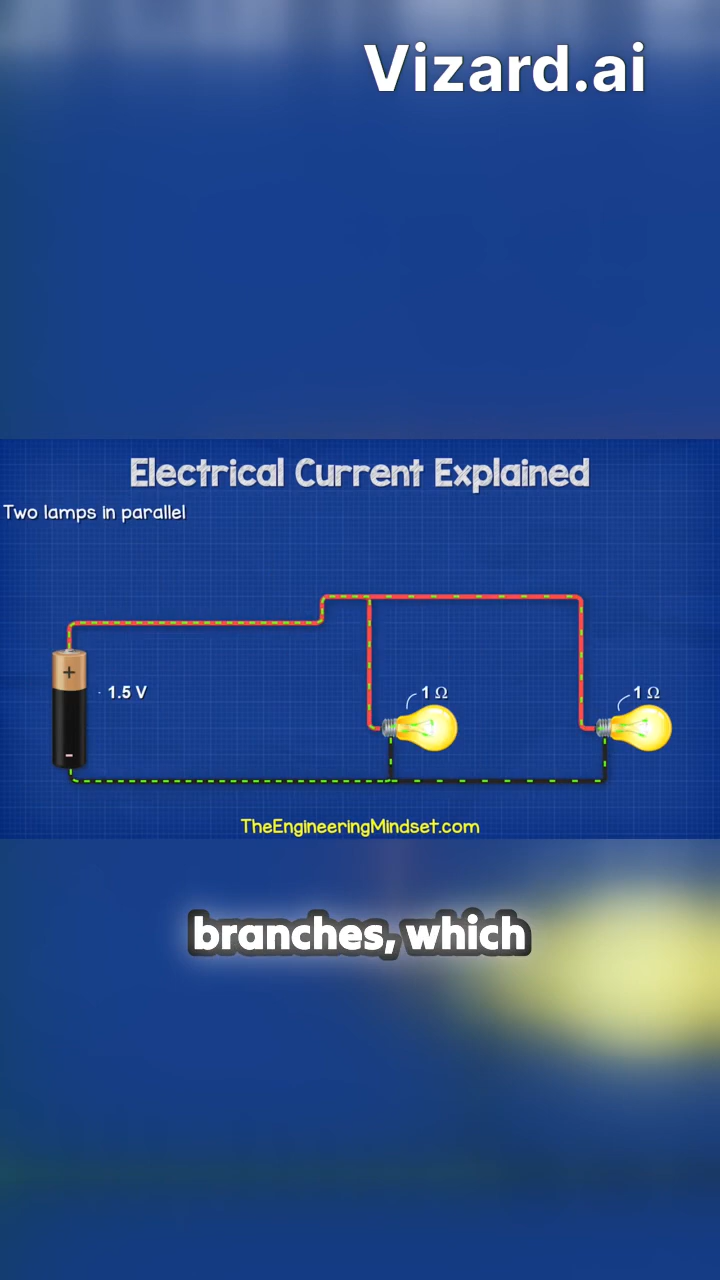 Vizard.ai
Electrical Current Explained
Two lamps in parallel
+
1.5 V
1 Ω
1 Ω
-
TheEngineeringMindset.com
branches, which